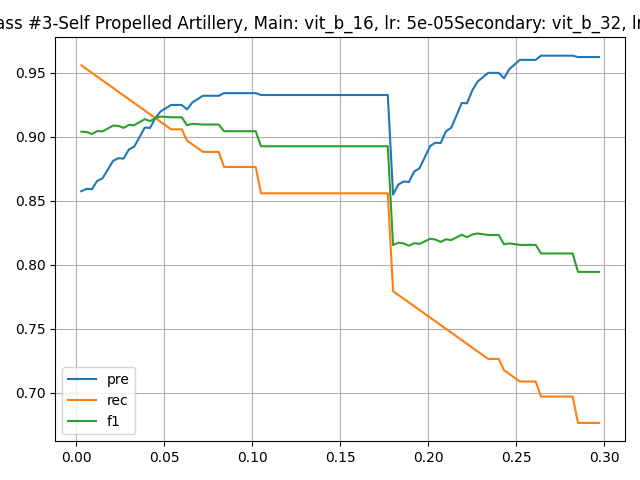 ass #3-Self Propelled Artillery, Main: vit_b_16, lr: 5e-05Secondary: vit_b_32, lr
0.95
0.90
0.85
0.80
0.75
0.70
pre
rec
f1
0.00 0.05 0.10 0.15 0.20 0.25 0.30